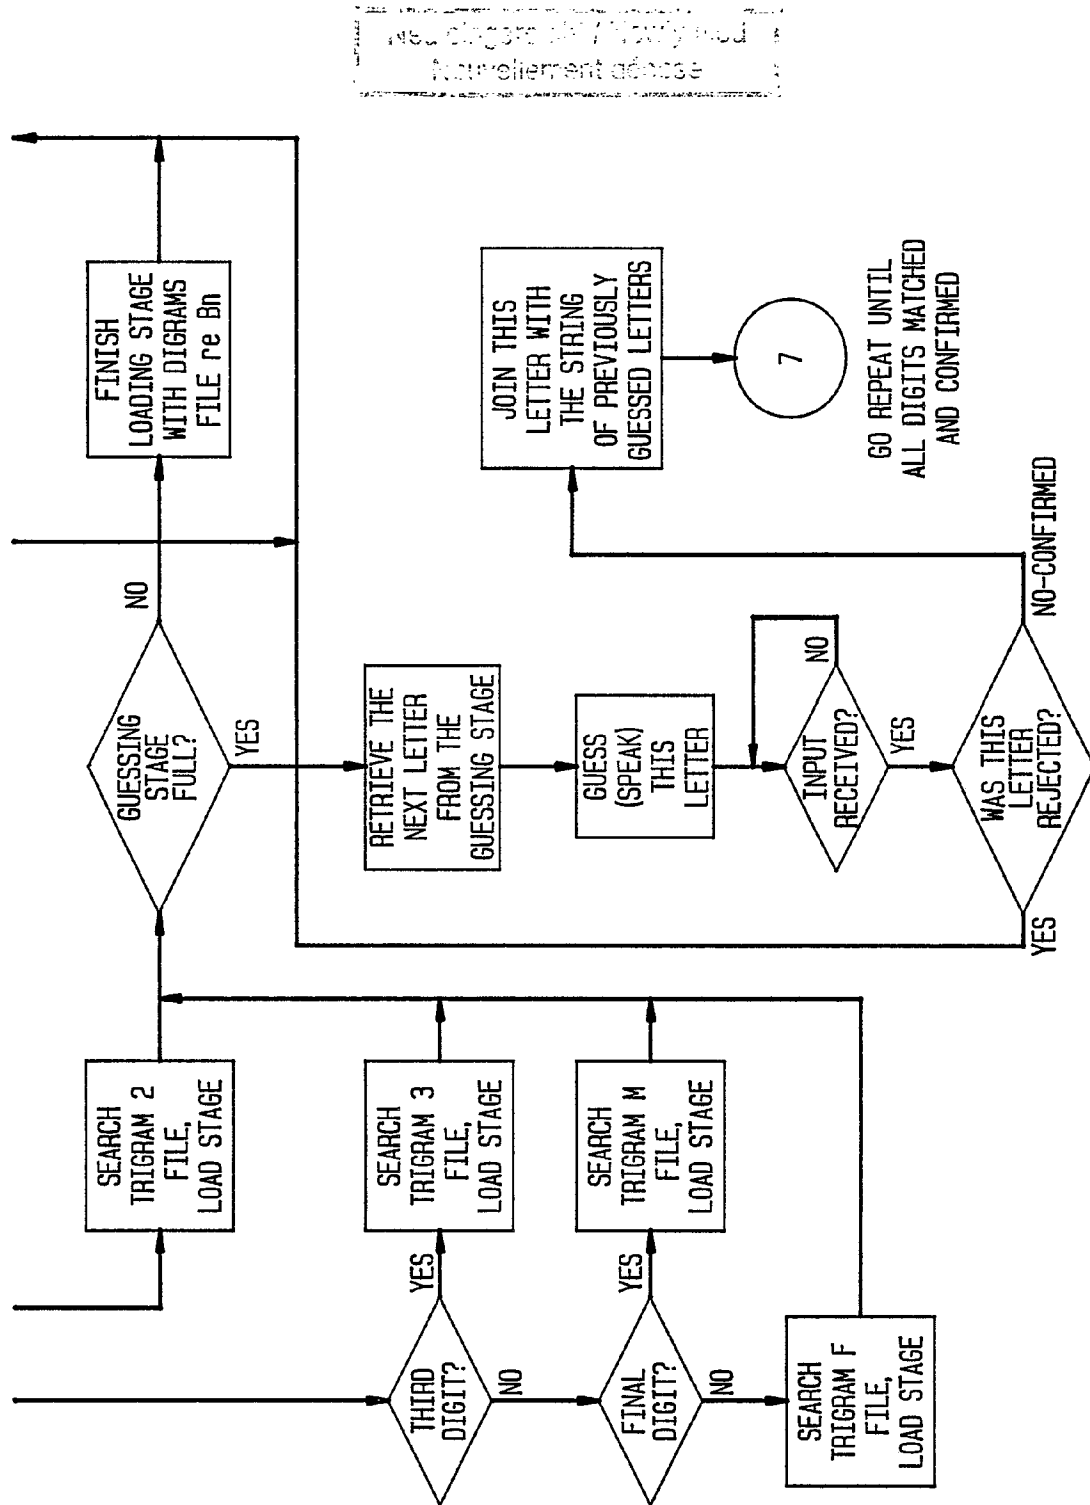 Nouvellement déposé
FINISH
LOADING STAGE
WITH DIGRAMS
FILE re Bn
NO
GUESSING
STAGE
FULL?
YES
SEARCH
TRIGRAM 2
FILE,
LOAD STAGE
RETRIEVE THE
NEXT LETTER
FROM THE
GUESSING STAGE
GUESS
(SPEAK)
THIS
LETTER
INPUT
RECEIVED?
NO
YES
WAS THIS
LETTER
REJECTED?
YES
NO-CONFIRMED
JOIN THIS
LETTER WITH
THE STRING
OF PREVIOUSLY
GUESSED LETTERS
7
GO REPEAT UNTIL
ALL DIGITS MATCHED
AND CONFIRMED
THIRD
DIGIT?
YES
NO
SEARCH
TRIGRAM 3
FILE,
LOAD STAGE
FINAL
DIGIT?
YES
NO
SEARCH
TRIGRAM M
FILE,
LOAD STAGE
SEARCH
TRIGRAM F
FILE,
LOAD STAGE